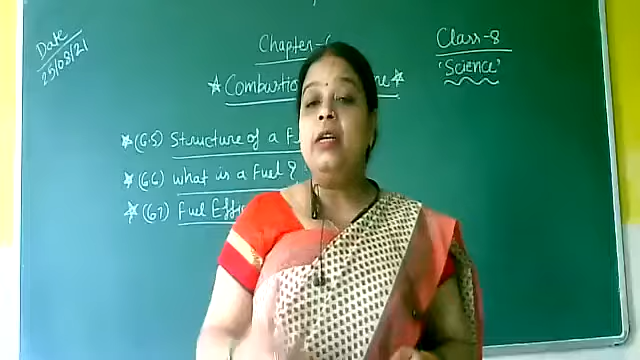 Date
25/08/21
Chapter-
Class-8
'Science'
Combustio
(6.5) Structure of a F
(6.6) What is a Fuel?
(6.7) Fuel Effi